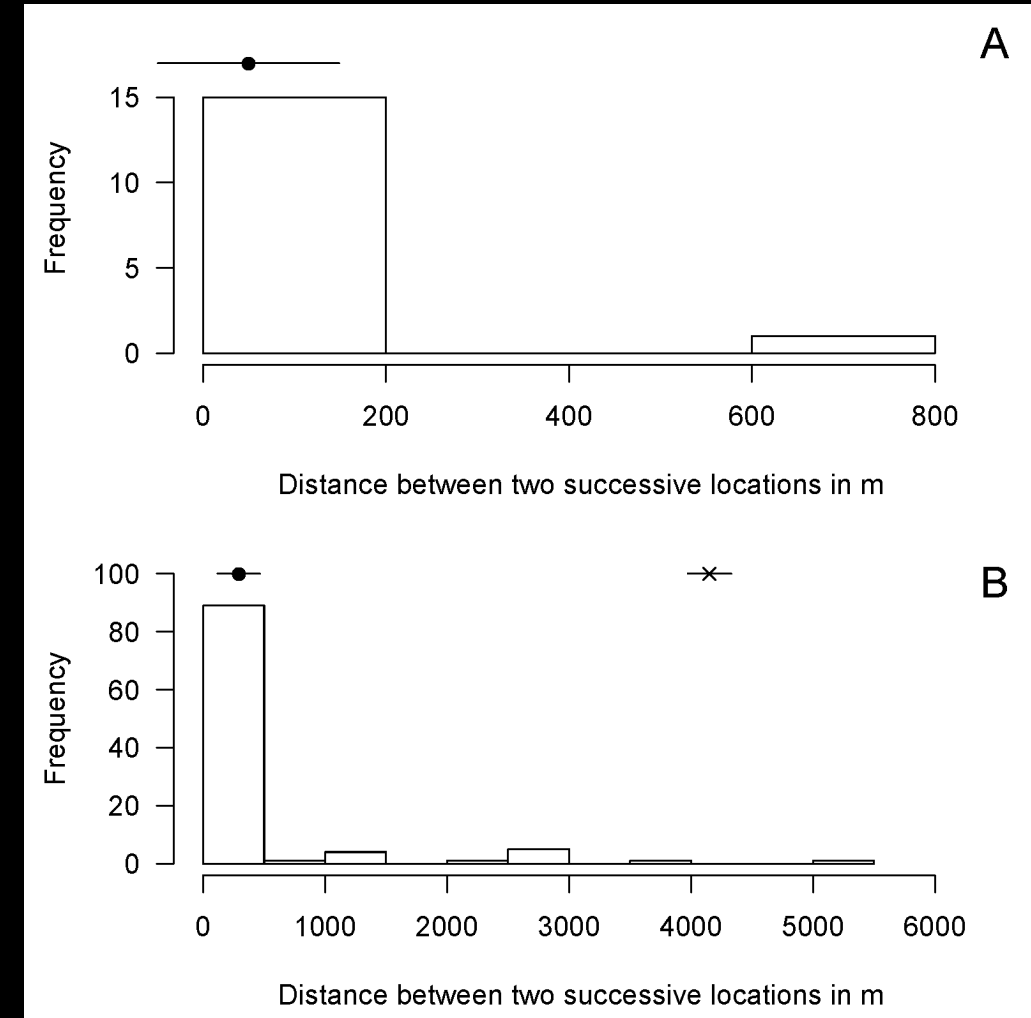 A
Frequency
15
10
5
0
0 200 400 600 800
Distance between two successive locations in m
B
Frequency
100
80
60
40
20
0
0 1000 2000 3000 4000 5000 6000
Distance between two successive locations in m